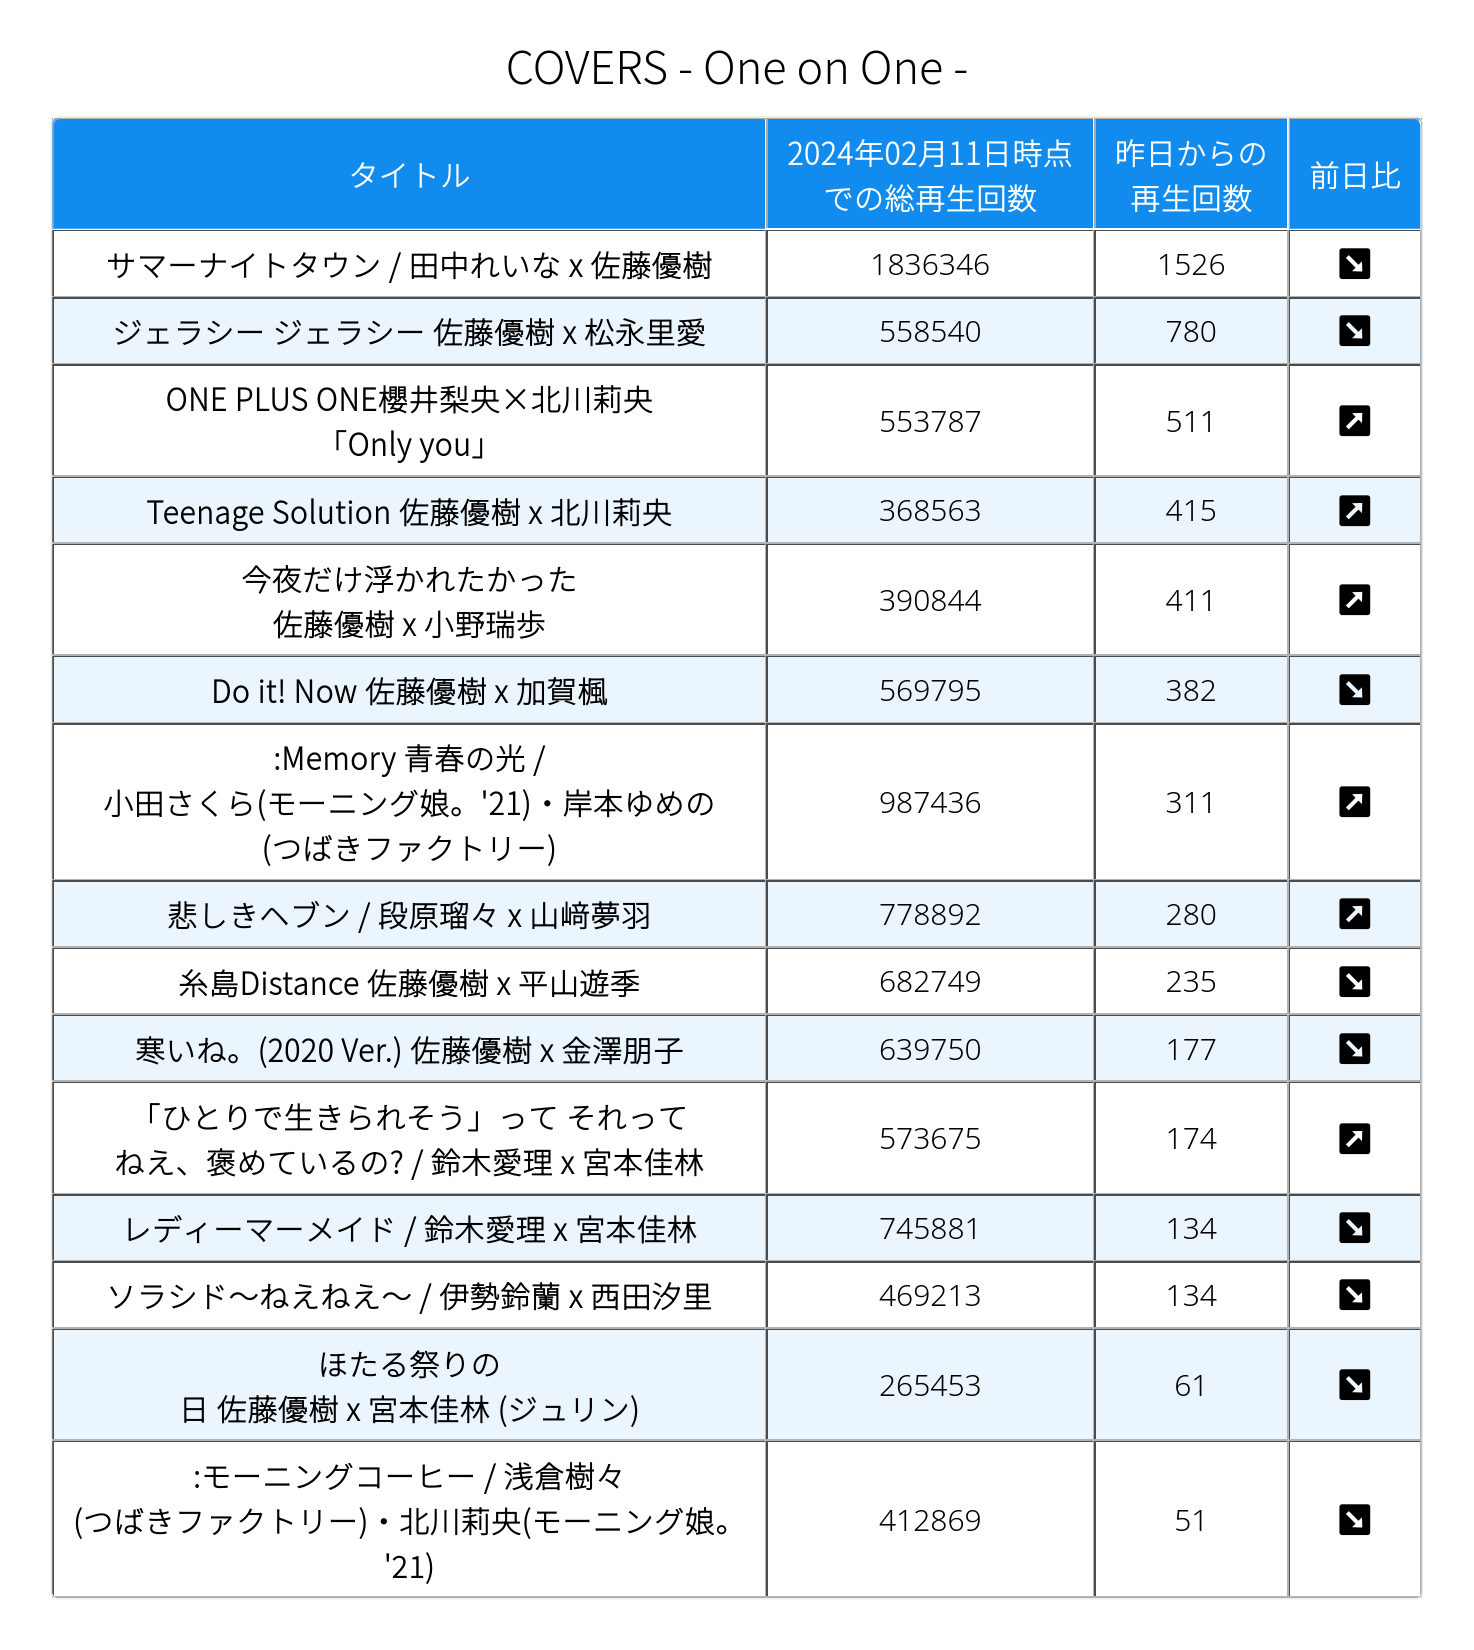 COVERS - One on One -
タイトル
2024年02月11日時点
での総再生回数
昨日からの
再生回数
前日比
サマーナイトタウン / 田中れいな x 佐藤優樹
1836346
1526
ジェラシー ジェラシー 佐藤優樹 x 松永里愛
558540
780
ONE PLUS ONE櫻井梨央×北川莉央
「Only you」
553787
511
Teenage Solution 佐藤優樹 x 北川莉央
368563
415
今夜だけ浮かれたかった
佐藤優樹 x 小野瑞歩
390844
411
Do it! Now 佐藤優樹 x 加賀楓
569795
382
:Memory 青春の光 /
小田さくら(モーニング娘。'21)・岸本ゆめの
(つばきファクトリー)
987436
311
悲しきヘブン / 段原瑠々 x 山﨑夢羽
778892
280
糸島Distance 佐藤優樹 x 平山遊季
682749
235
寒いね。(2020 Ver.) 佐藤優樹 x 金澤朋子
639750
177
「ひとりで生きられそう」って それって
ねえ、褒めているの? / 鈴木愛理 x 宮本佳林
573675
174
レディーマーメイド / 鈴木愛理 x 宮本佳林
745881
134
ソラシド〜ねえねえ〜 / 伊勢鈴蘭 x 西田汐里
469213
134
ほたる祭りの
日 佐藤優樹 x 宮本佳林 (ジュリン)
265453
61
:モーニングコーヒー / 浅倉樹々
(つばきファクトリー)・北川莉央(モーニング娘。
'21)
412869
51